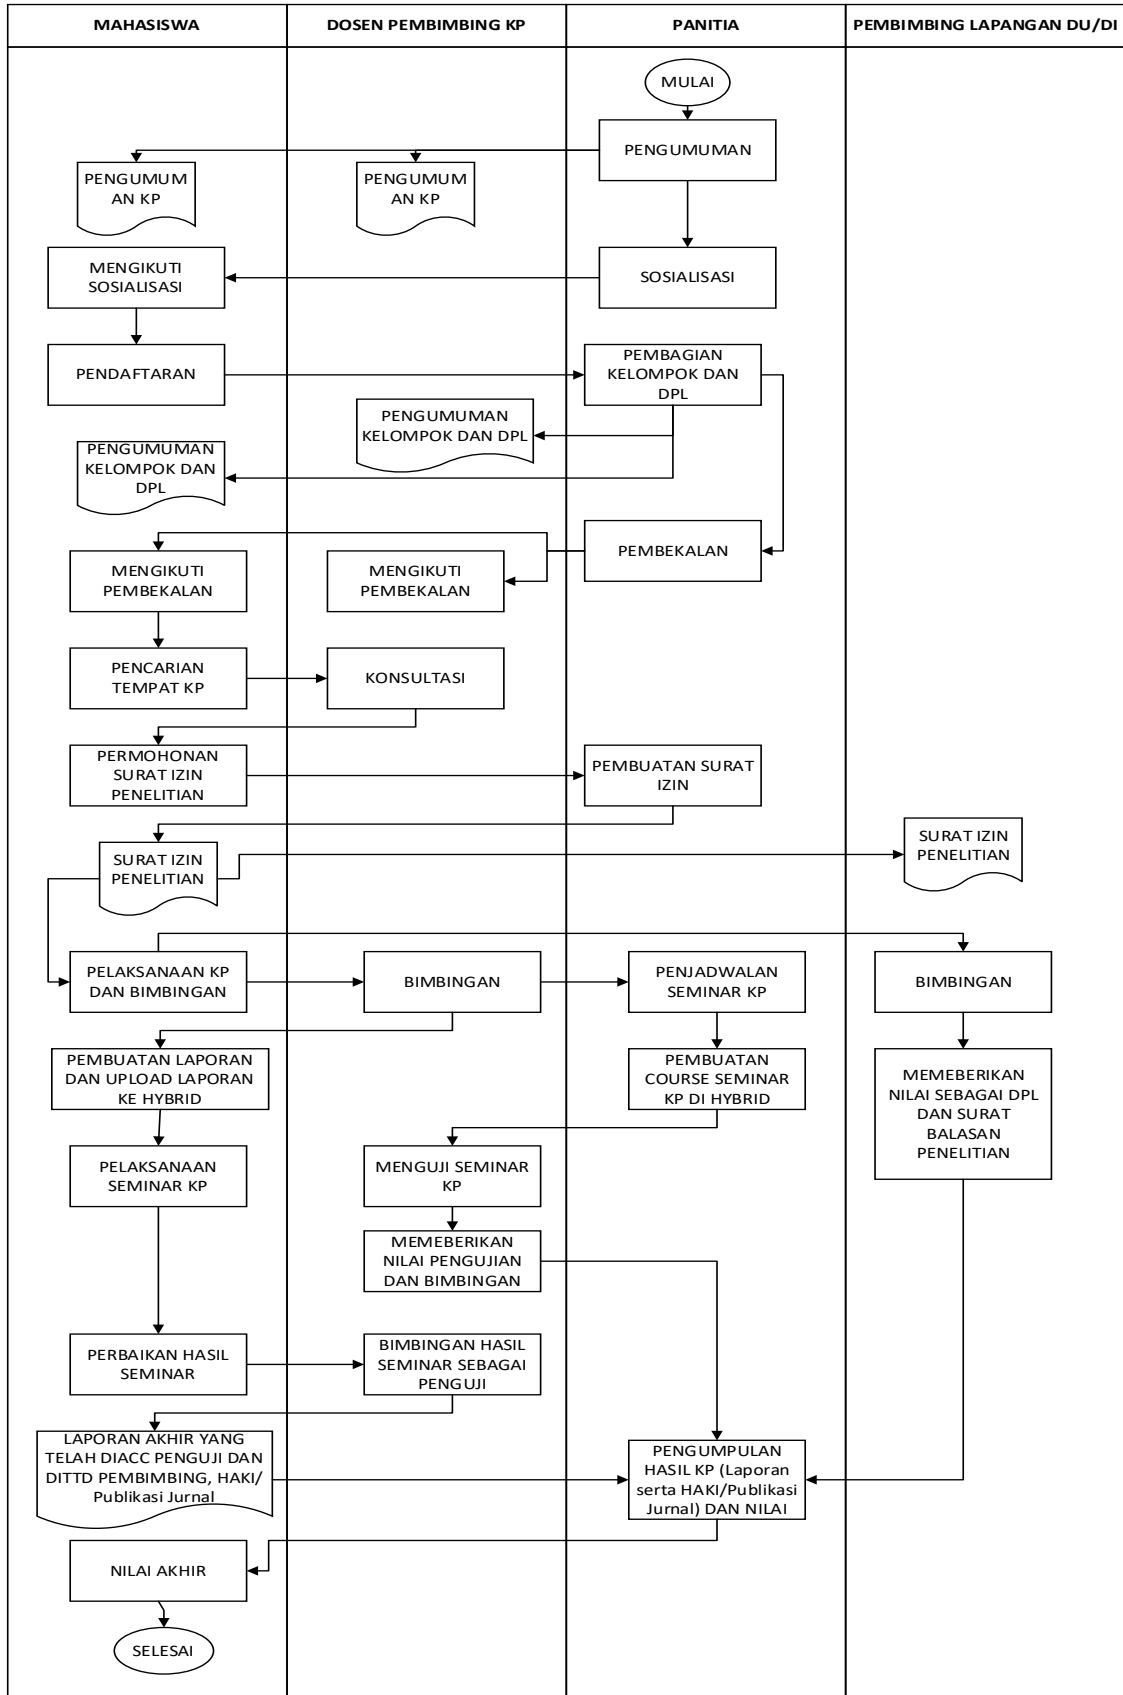 MAHASISWA
DOSEN PEMBIMBING KP
PANITIA
PEMBIMBING LAPANGAN DU/DI
MULAI
PENGUMUMAN
PENGUMUM
AN KP
PENGUMUM
AN KP
MENGIKUTI
SOSIALISASI
SOSIALISASI
PENDAFTARAN
PEMBAGIAN
KELOMPOK DAN
DPL
PENGUMUMAN
KELOMPOK DAN DPL
PENGUMUMAN
KELOMPOK DAN
DPL
PEMBEKALAN
MENGIKUTI
PEMBEKALAN
MENGIKUTI
PEMBEKALAN
PENCARIAN
TEMPAT KP
KONSULTASI
PERMOHONAN
SURAT IZIN
PENELITIAN
PEMBUATAN SURAT
IZIN
SURAT IZIN
PENELITIAN
SURAT IZIN
PENELITIAN
PELAKSANAAN KP
DAN BIMBINGAN
BIMBINGAN
PENJADWALAN
SEMINAR KP
BIMBINGAN
PEMBUATAN LAPORAN
DAN UPLOAD LAPORAN
KE HYBRID
PEMBUATAN
COURSE SEMINAR
KP DI HYBRID
MEMEBERIKAN
NILAI SEBAGAI DPL
DAN SURAT
BALASAN
PENELITIAN
PELAKSANAAN
SEMINAR KP
MENGUJI SEMINAR
KP
MEMEBERIKAN
NILAI PENGUJIAN
DAN BIMBINGAN
PERBAIKAN HASIL
SEMINAR
BIMBINGAN HASIL
SEMINAR SEBAGAI
PENGUJI
LAPORAN AKHIR YANG
TELAH DIACC PENGUJI DAN
DITTD PEMBIMBING, HAKI/
Publikasi Jurnal
PENGUMPULAN
HASIL KP (Laporan
serta HAKI/Publikasi
Jurnal) DAN NILAI
NILAI AKHIR
SELESAI